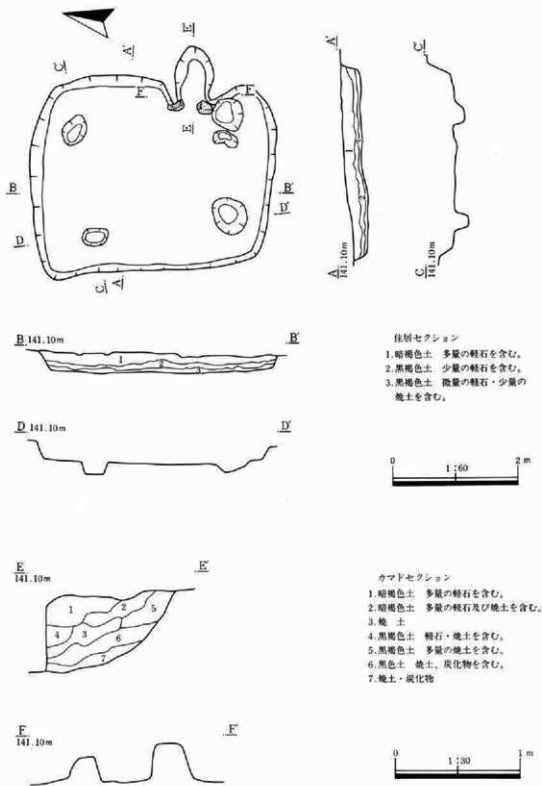 E
A'
C
F
F'
E
B
B'
D'
D
C
A
A'
1
2
A
141.10m
C'
C
141.10m
B 141.10m
B'
1
2
3
D 141.10m
D'
住居セクション
1.暗褐色土 多量の軽石を含む。
2.黒褐色土 少量の軽石を含む。
3.黒褐色土 微量の軽石・少量の
焼土を含む。
0
1:60
2 m
E
141.10m
E'
1
2
5
4
3
6
7
カマドセクション
1.暗褐色土 多量の軽石を含む。
2.暗褐色土 多量の軽石及び焼土を含む。
3.焼 土
4.黒褐色土 軽石・焼土を含む。
5.黒褐色土 多量の焼土を含む。
6.黒色土 焼土、炭化物を含む。
7.焼土・炭化物
F
141.10m
F'
0
1:30
1 m